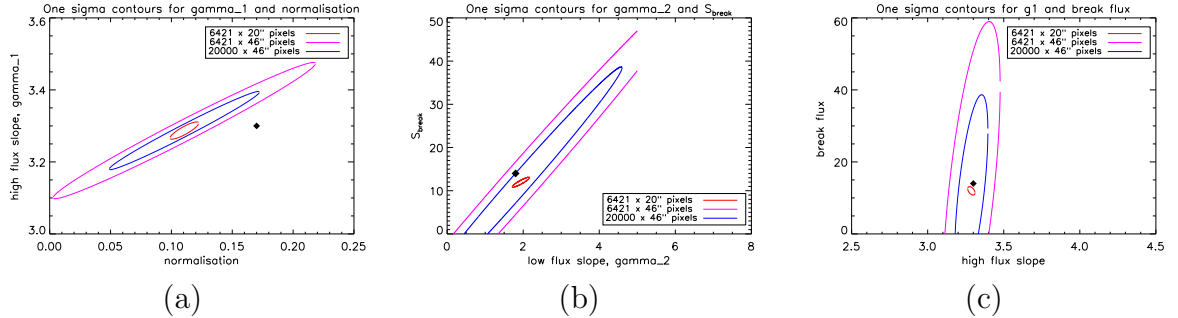 One sigma contours for gamma_1 and normalisation
6421 x 20" pixels
6421 x 46" pixels
20000 x 46" pixels
high flux slope, gamma_1
3.6
3.4
3.2
3.0
0.00 0.05 0.10 0.15 0.20 0.25
normalisation
(a)
One sigma contours for gamma_2 and S_break
6421 x 20" pixels
6421 x 46" pixels
20000 x 46" pixels
S_break
50
40
30
20
10
0
0 2 4 6 8
low flux slope, gamma_2
(b)
One sigma contours for g1 and break flux
6421 x 20" pixels
6421 x 46" pixels
20000 x 46" pixels
break flux
60
50
40
30
20
10
0
2.5 3.0 3.5 4.0 4.5
high flux slope
(c)